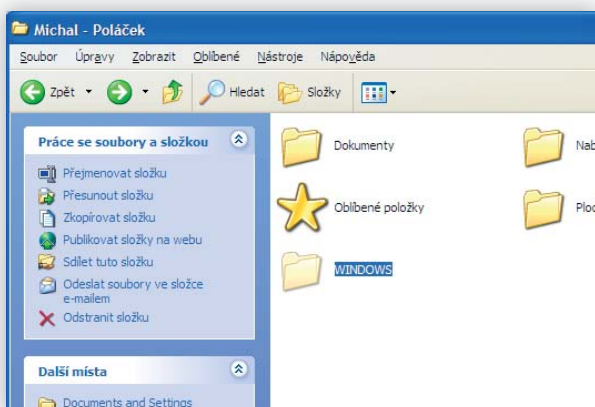 Michal - Poláček
Soubor Úpravy Zobrazit Oblíbené Nástroje Nápověda
Zpět Hledat Složky
Práce se soubory a složkou
Přejmenovat složku
Přesunout složku
Zkopírovat složku
Publikovat složky na webu
Sdílet tuto složku
Odeslat soubory ve složce
e-mailem
Odstranit složku
Další místa
Documents and Settings
Dokumenty
Oblíbené položky
WINDOWS